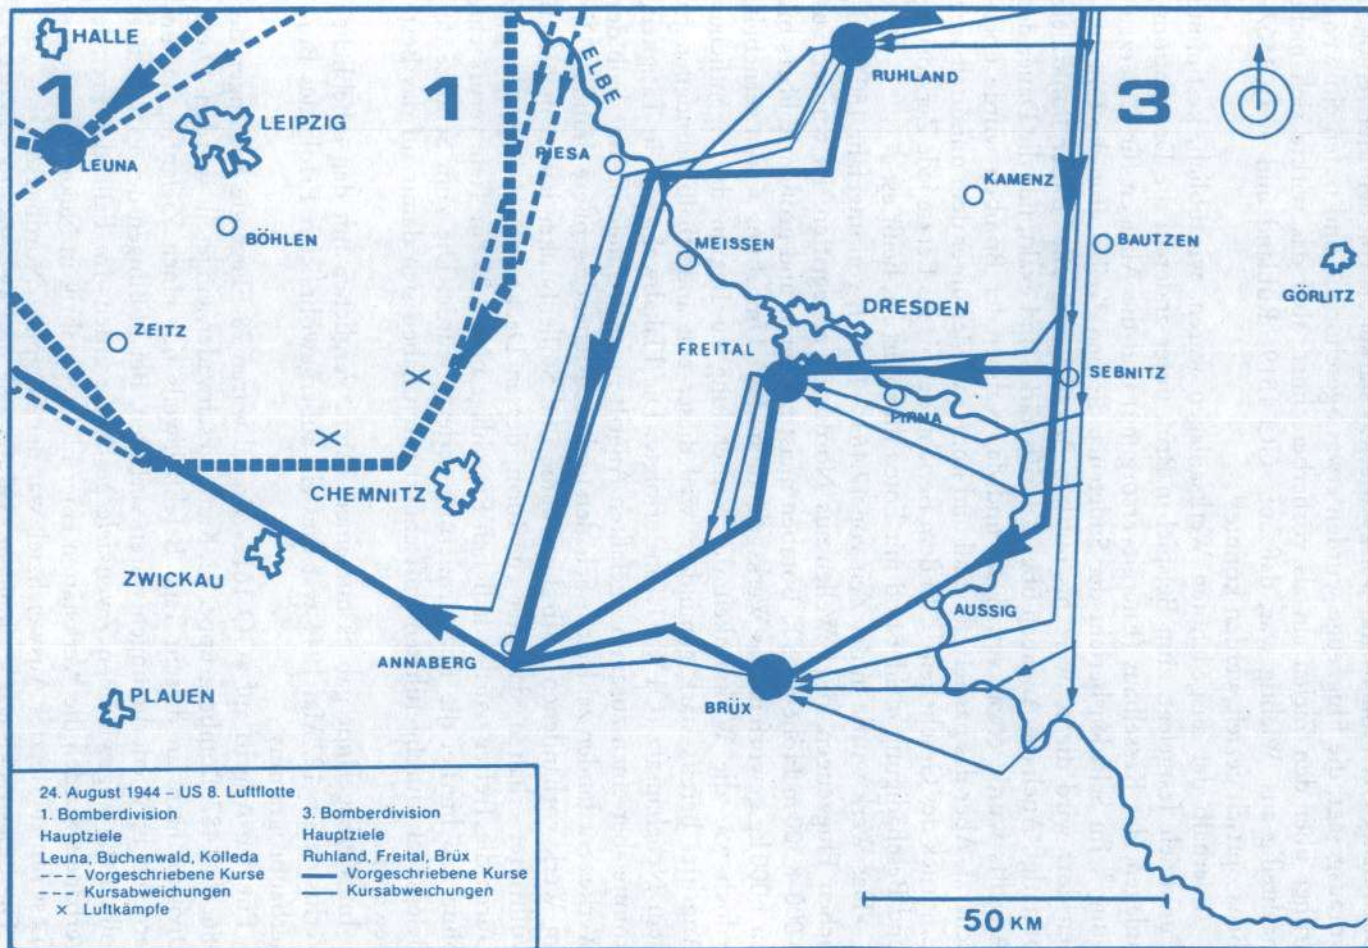 HALLE
ELBE
RUHLAND
1
1
3
LEIPZIG
LEUNA
RIESA
KAMENZ
BÖHLEN
MEISSEN
BAUTZEN
GÖRLITZ
DRESDEN
ZEITZ
FREITAL
SEBNITZ
PIRNA
CHEMNITZ
ZWICKAU
AUSSIG
ANNABERG
PLAUEN
BRÜX
24. August 1944 – US 8. Luftflotte
1. Bomberdivision
Hauptziele
Leuna, Buchenwald, Kölleda
Vorgeschriebene Kurse
Kursabweichungen
× Luftkämpfe
3. Bomberdivision
Hauptziele
Ruhland, Freital, Brüx
Vorgeschriebene Kurse
Kursabweichungen
50 KM